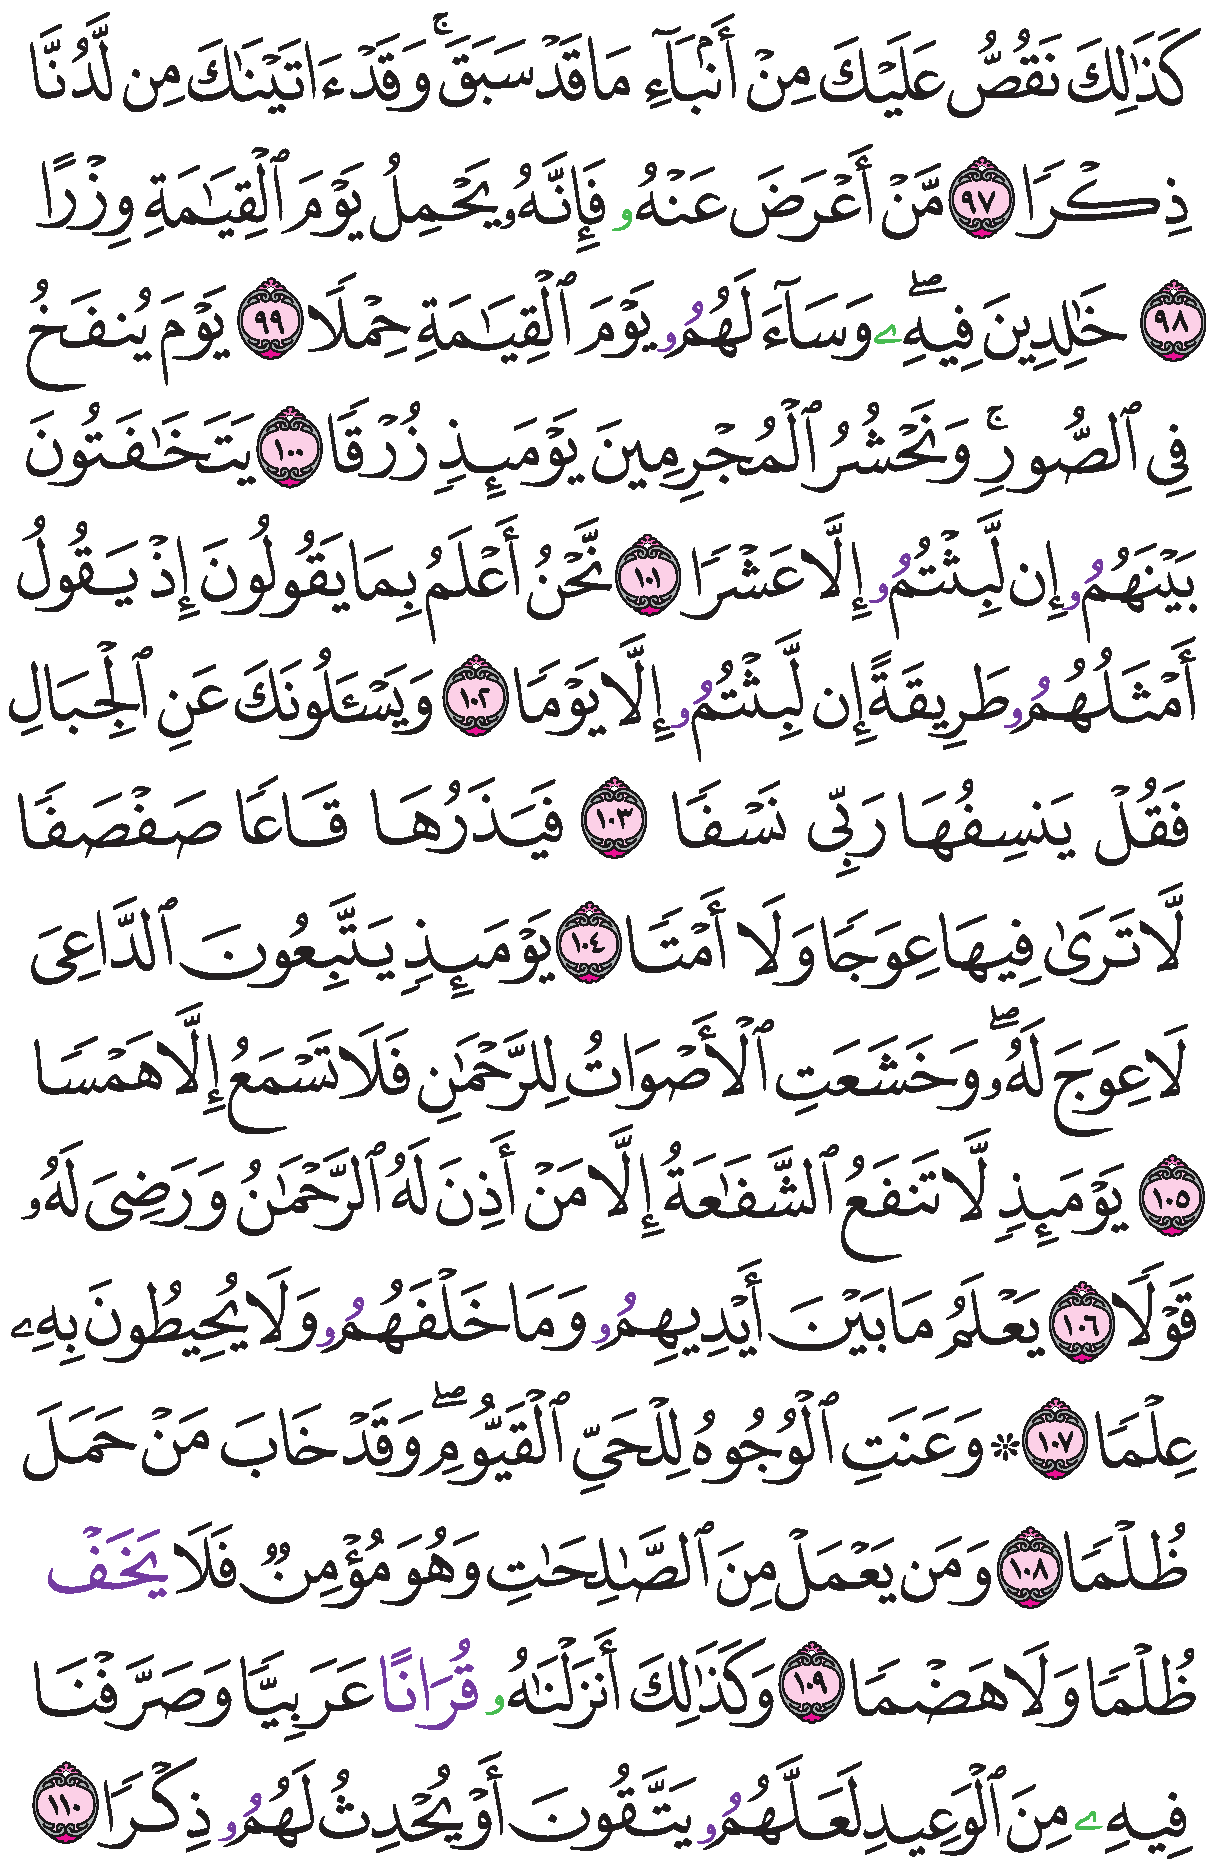 كَذَٰلِكَ نَقُصُّ عَلَيْكَ مِنْ أَنۢبَآءِ مَا قَدْ سَبَقَۚ وَقَدْ ءَاتَيْنَٰكَ مِن لَّدُنَّا
ذِكْرًا ٩٧ مَّنْ أَعْرَضَ عَنْهُۥ فَإِنَّهُۥ يَحْمِلُ يَوْمَ ٱلْقِيَٰمَةِ وِزْرًا
٩٨ خَٰلِدِينَ فِيهِۦۖ وَسَآءَ لَهُمُۥ يَوْمَ ٱلْقِيَٰمَةِ حِمْلًا ٩٩ يَوْمَ يُنفَخُ
فِي ٱلصُّورِۚ وَنَحْشُرُ ٱلْمُجْرِمِينَ يَوْمَئِذٍ زُرْقًا ١٠٠ يَتَخَٰفَتُونَ
بَيْنَهُمُۥ إِن لَّبِثْتُمُۥ إِلَّا عَشْرًا ١٠١ نَّحْنُ أَعْلَمُ بِمَا يَقُولُونَ إِذْ يَقُولُ
أَمْثَلُهُمُۥ طَرِيقَةً إِن لَّبِثْتُمُۥ إِلَّا يَوْمًا ١٠٢ وَيَسْـَٔلُونَكَ عَنِ ٱلْجِبَالِ
فَقُلْ يَنسِفُهَا رَبِّي نَسْفًا ١٠٣ فَيَذَرُهَا قَاعًا صَفْصَفًا
لَّا تَرَىٰ فِيهَا عِوَجًا وَلَا أَمْتًا ١٠٤ يَوْمَئِذٍ يَتَّبِعُونَ ٱلدَّاعِىَ
لَا عِوَجَ لَهُۥۖ وَخَشَعَتِ ٱلْأَصْوَاتُ لِلرَّحْمَٰنِ فَلَا تَسْمَعُ إِلَّا هَمْسًا
١٠٥ يَوْمَئِذٍ لَّا تَنفَعُ ٱلشَّفَٰعَةُ إِلَّا مَنْ أَذِنَ لَهُ ٱلرَّحْمَٰنُ وَرَضِىَ لَهُۥ
قَوْلًا ١٠٦ يَعْلَمُ مَا بَيْنَ أَيْدِيهِمُۥ وَمَا خَلْفَهُمُۥ وَلَا يُحِيطُونَ بِهِۦ
عِلْمًا ١٠٧ ۞ وَعَنَتِ ٱلْوُجُوهُ لِلْحَيِّ ٱلْقَيُّومِۖ وَقَدْ خَابَ مَنْ حَمَلَ
ظُلْمًا ١٠٨ وَمَن يَعْمَلْ مِنَ ٱلصَّٰلِحَٰتِ وَهُوَ مُؤْمِنٌ فَلَا يَخَفْ
ظُلْمًا وَلَا هَضْمًا ١٠٩ وَكَذَٰلِكَ أَنزَلْنَٰهُۥ قُرَانًا عَرَبِيًّا وَصَرَّفْنَا
فِيهِۦ مِنَ ٱلْوَعِيدِ لَعَلَّهُمُۥ يَتَّقُونَ أَوْ يُحْدِثُ لَهُمُۥ ذِكْرًا ١١٠